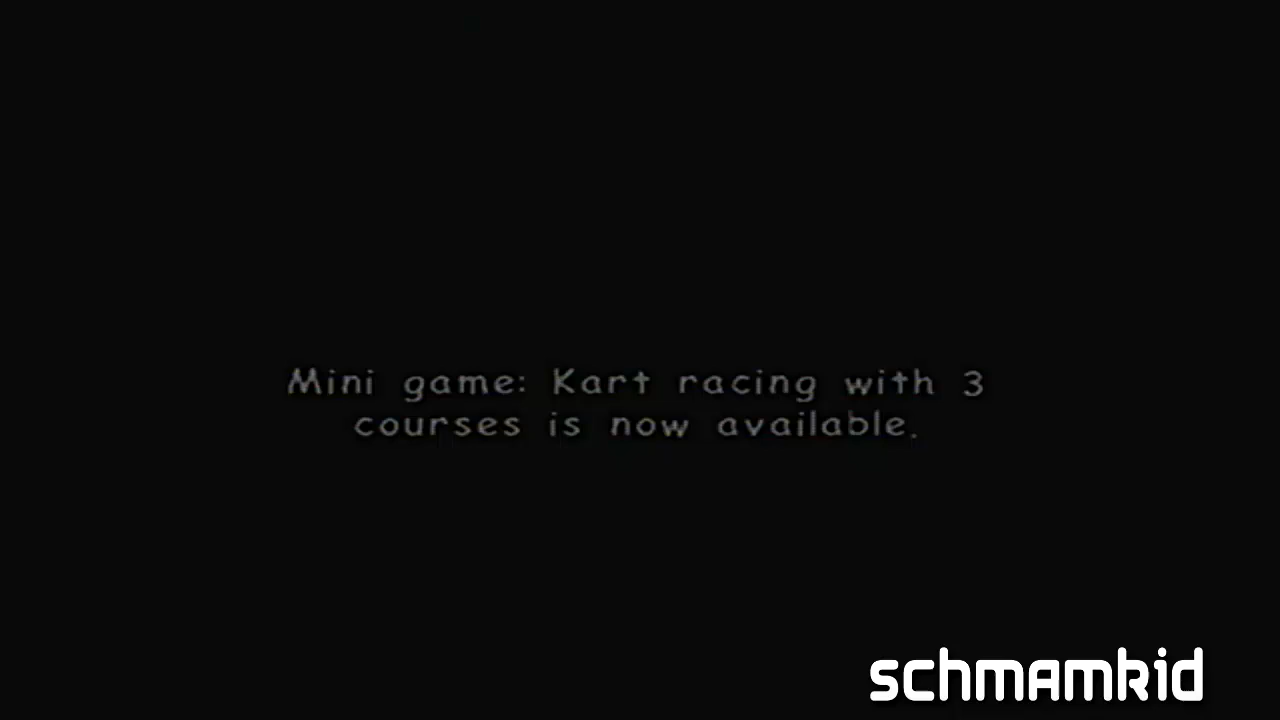 Mini game: Kart racing with 3
courses is now available.
schmamkid